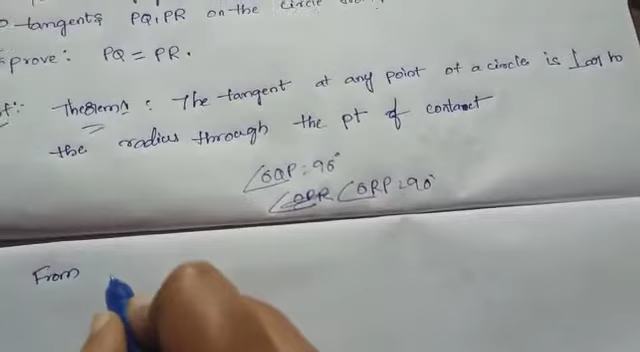 tangents PQ, PR on the circle
prove: PQ = PR.
Theorem: The tangent at any point of a circle is ⊥ to
the radius through the pt of contact
∠OQP = 90°
∠ORP = 90°
From